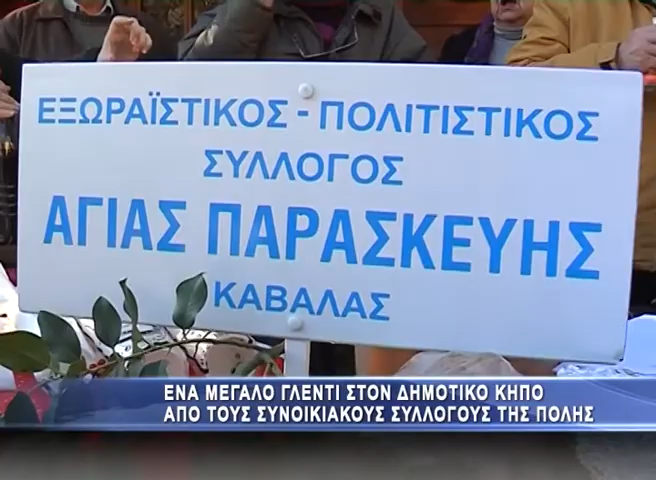 ΕΞΩΡΑΪΣΤΙΚΟΣ - ΠΟΛΙΤΙΣΤΙΚΟΣ
ΣΥΛΛΟΓΟΣ
ΑΓΙΑΣ ΠΑΡΑΣΚΕΥΗΣ
ΚΑΒΑΛΑΣ
ΕΝΑ ΜΕΓΑΛΟ ΓΛΕΝΤΙ ΣΤΟΝ ΔΗΜΟΤΙΚΟ ΚΗΠΟ
ΑΠΟ ΤΟΥΣ ΣΥΝΟΙΚΙΑΚΟΥΣ ΣΥΛΛΟΓΟΥΣ ΤΗΣ ΠΟΛΗΣ